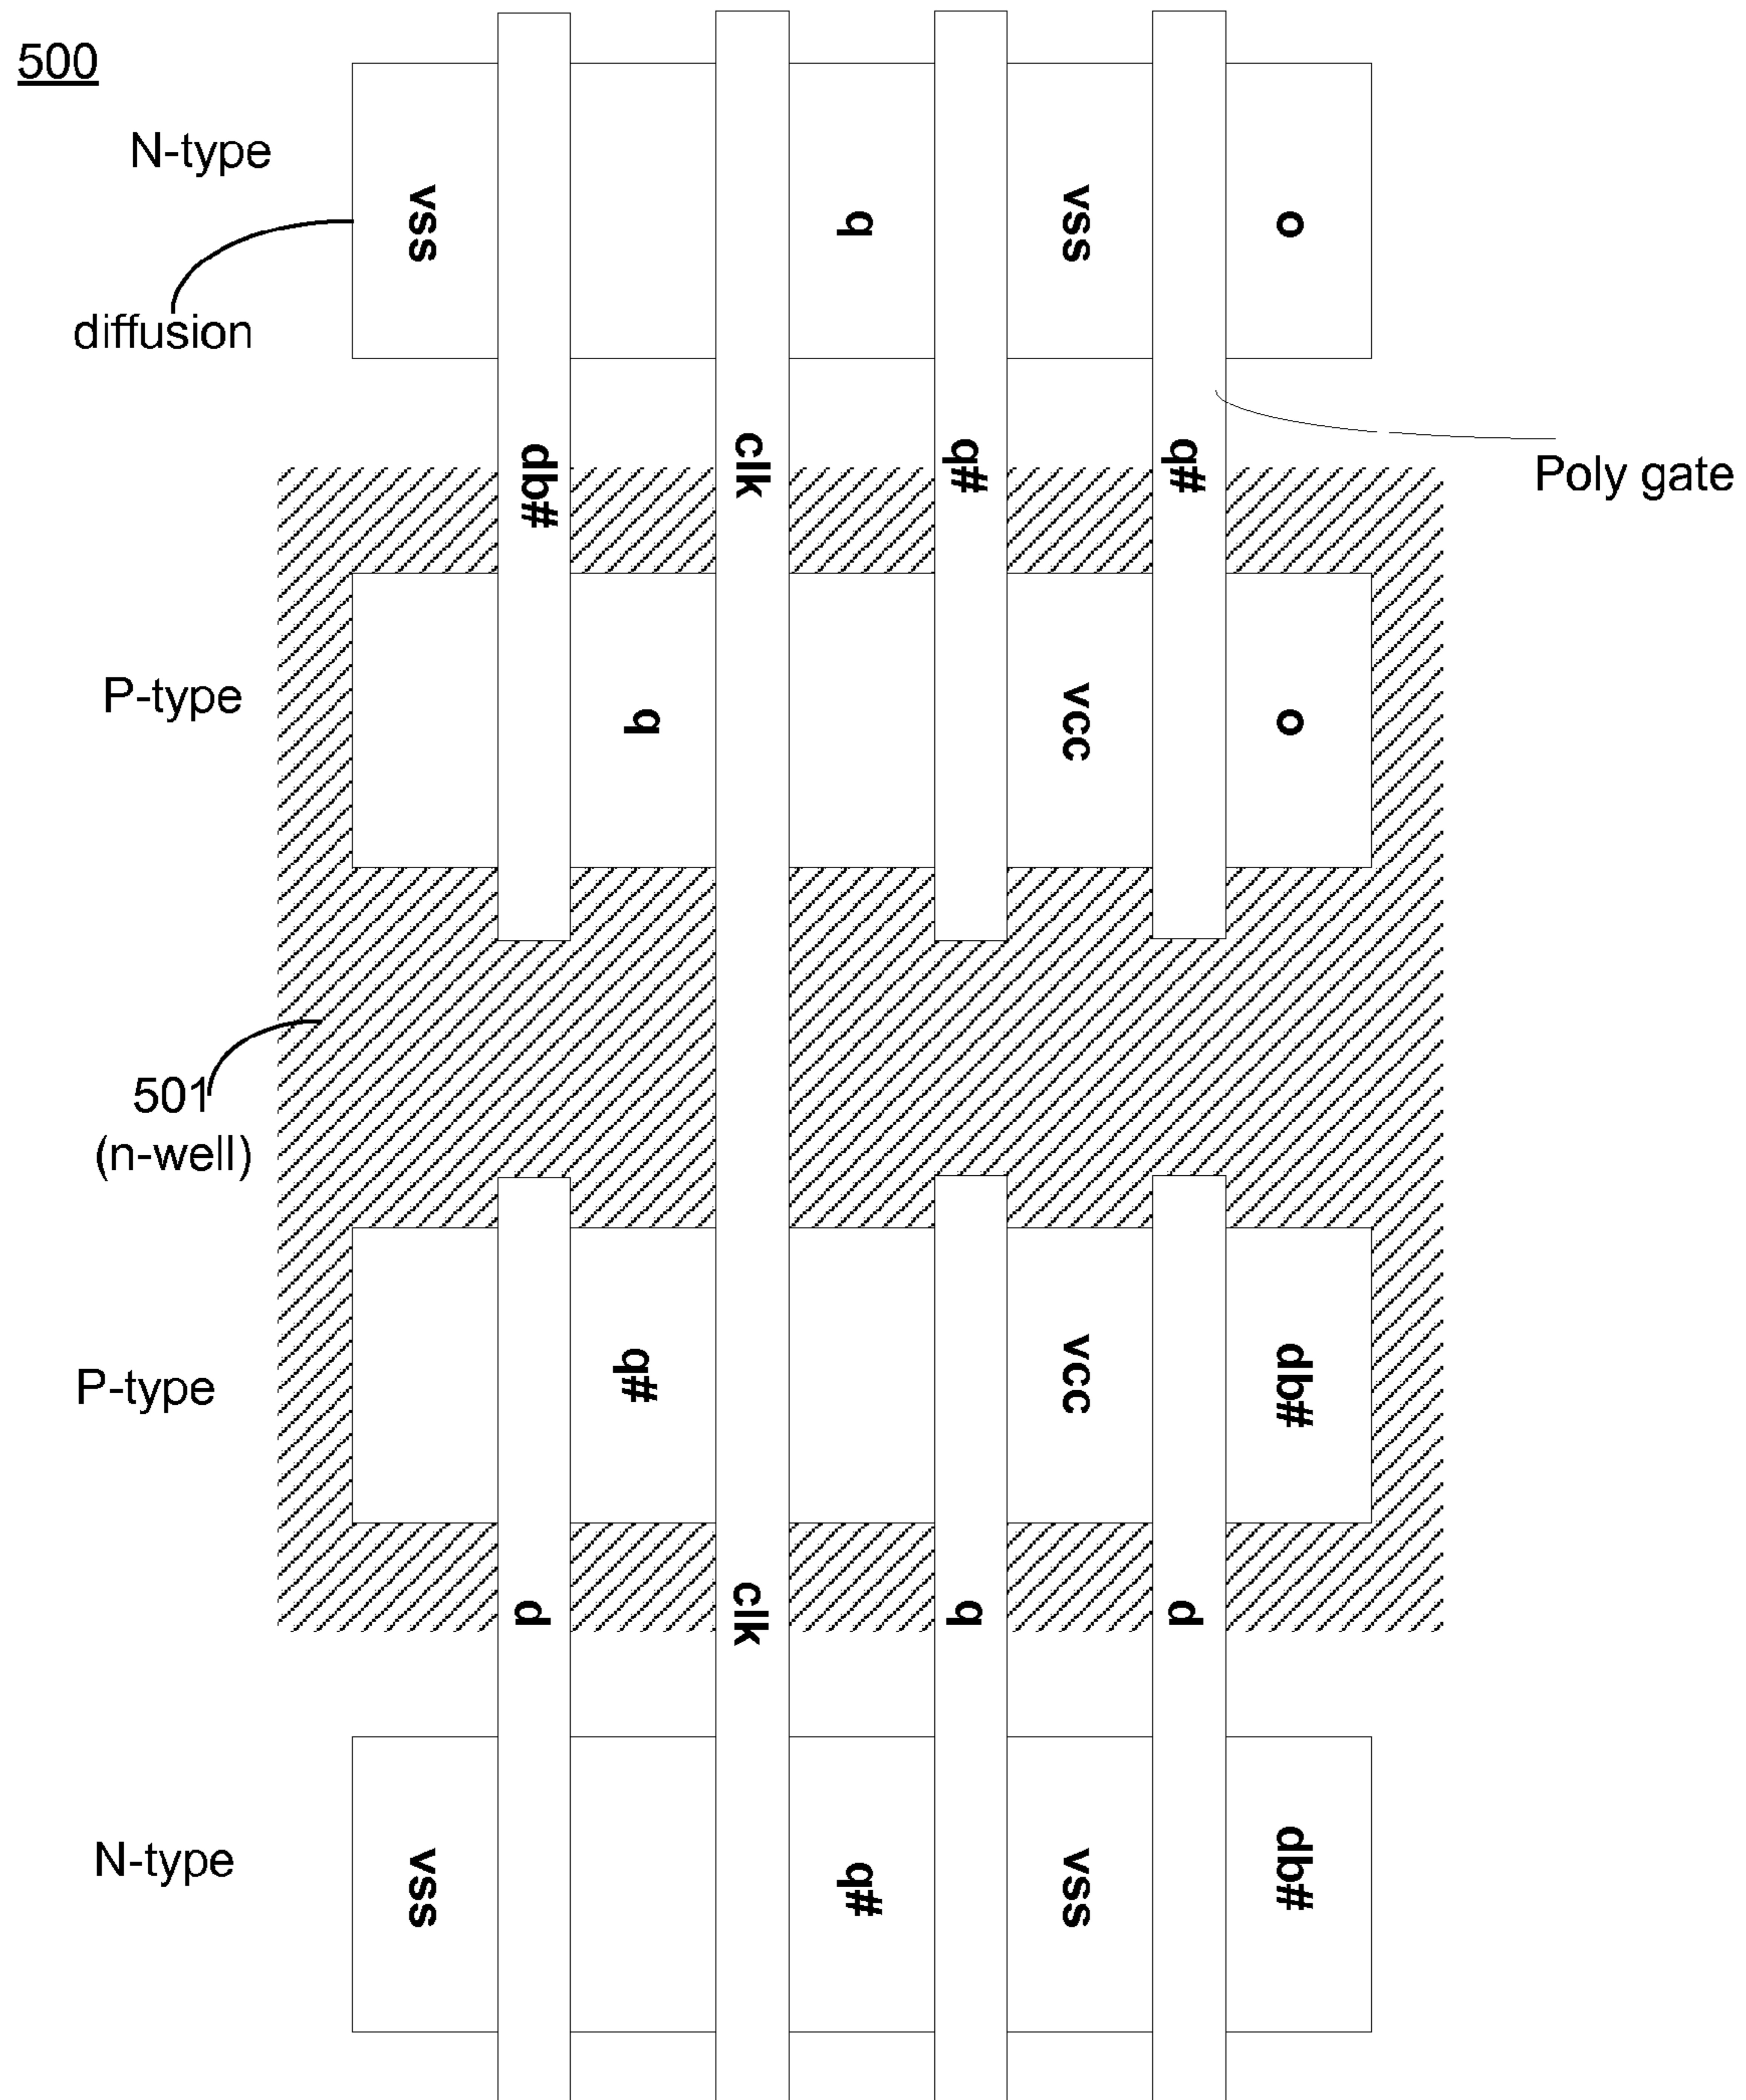 500
N-type
vss
q
vss
o
diffusion
db#
clk
q#
q#
Poly gate
P-type
q
vcc
o
501
(n-well)
P-type
q#
vcc
db#
d
clk
q
d
N-type
vss
q#
vss
db#